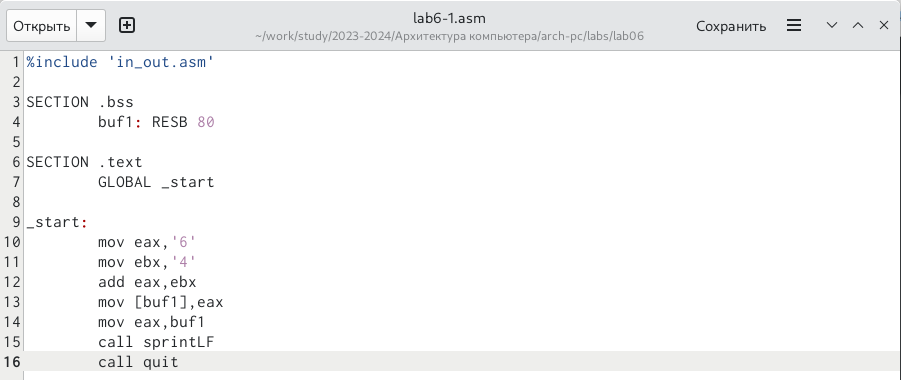 Открыть
lab6-1.asm
~/work/study/2023-2024/Архитектура компьютера/arch-pc/labs/lab06
Сохранить
1 %include 'in_out.asm'
2
3 SECTION .bss
4 buf1: RESB 80
5
6 SECTION .text
7 GLOBAL _start
8
9 _start:
10 mov eax,'6'
11 mov ebx,'4'
12 add eax,ebx
13 mov [buf1],eax
14 mov eax,buf1
15 call sprintLF
16 call quit